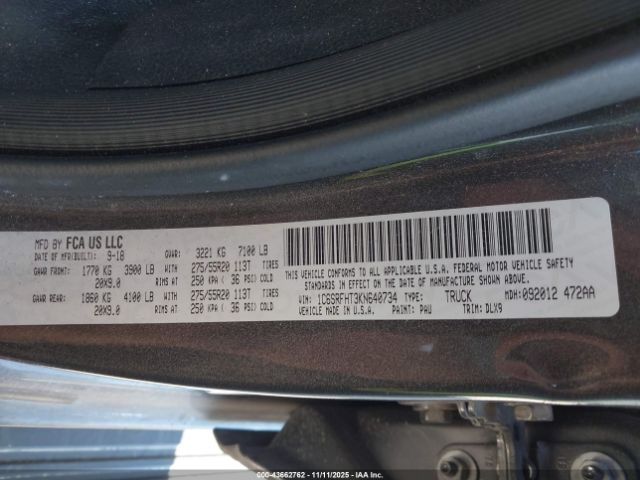 MFD BY FCA US LLC
DATE OF MFR(BUILT): 9-18 GVWR: 3221 KG 7100 LB
GAWR FRONT: 1770 KG 3900 LB WITH 275/55R20 113T TIRES
20X9.0 RIMS AT 250 KPA ( 36 PSI) COLD
GAWR REAR: 1860 KG 4100 LB WITH 275/55R20 113T TIRES
20X9.0 RIMS AT 250 KPA ( 36 PSI) COLD
THIS VEHICLE CONFORMS TO ALL APPLICABLE U.S.A. FEDERAL MOTOR VEHICLE SAFETY
STANDARDS IN EFFECT ON THE DATE OF MANUFACTURE SHOWN ABOVE.
VIN: 1C6SRFHT3KN640734 TYPE: TRUCK MDH:092012 472AA
MADE IN U.S.A. PAINT: PAU TRIM: DLX9
00-43662762 - 11/11/2025 - IAA Inc.